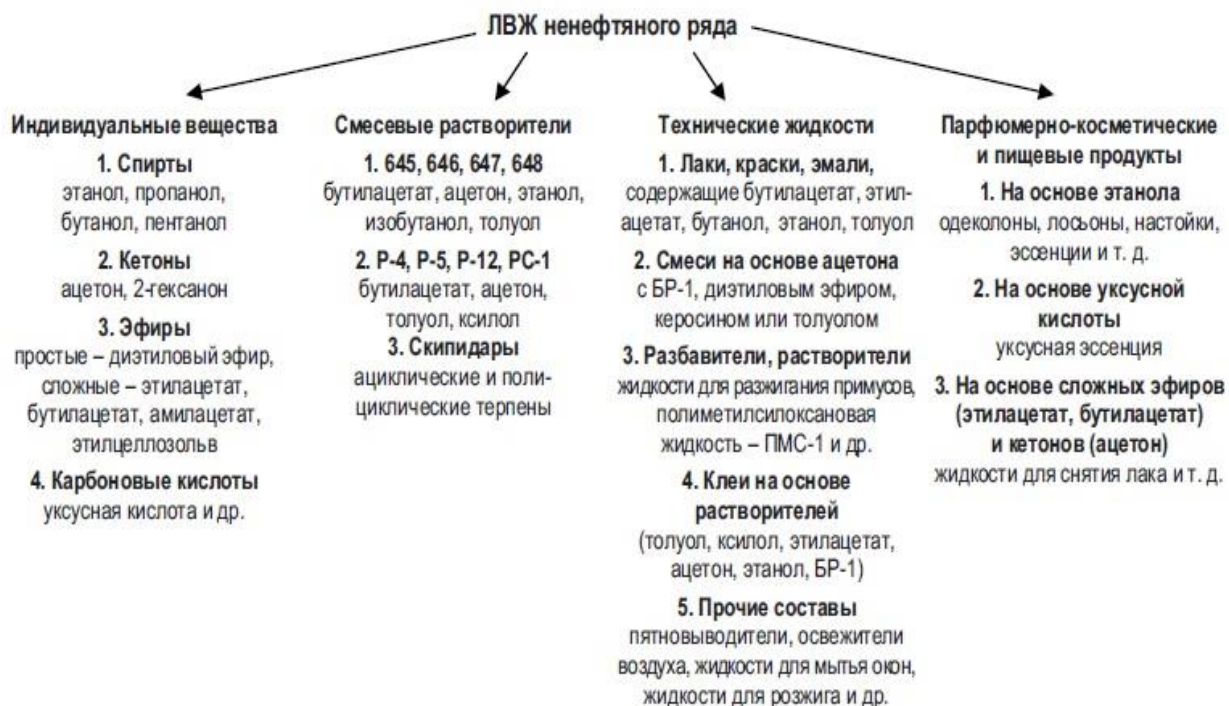 ЛВЖ ненефтяного ряда
Индивидуальные вещества
1. Спирты
этанол, пропанол,
бутанол, пентанол
2. Кетоны
ацетон, 2-гексанон
3. Эфиры
простые – диэтиловый эфир,
сложные – этилацетат,
бутилацетат, амилацетат,
этилцеллозольв
4. Карбоновые кислоты
уксусная кислота и др.
Смесевые растворители
1. 645, 646, 647, 648
бутилацетат, ацетон, этанол,
изобутанол, толуол
2. Р-4, Р-5, Р-12, РС-1
бутилацетат, ацетон,
толуол, ксилол
3. Скипидары
ациклические и поли-
циклические терпены
Технические жидкости
1. Лаки, краски, эмали,
содержащие бутилацетат, этил-
ацетат, бутанол, этанол, толуол
2. Смеси на основе ацетона
с БР-1, диэтиловым эфиром,
керосином или толуолом
3. Разбавители, растворители
жидкости для разжигания примусов,
полиметилсилоксановая
жидкость – ПМС-1 и др.
4. Клеи на основе
растворителей
(толуол, ксилол, этилацетат,
ацетон, этанол, БР-1)
5. Прочие составы
пятновыводители, освежители
воздуха, жидкости для мытья окон,
жидкости для розжига и др.
Парфюмерно-косметические
и пищевые продукты
1. На основе этанола
одеколоны, лосьоны, настойки,
эссенции и т. д.
2. На основе уксусной
кислоты
уксусная эссенция
3. На основе сложных эфиров
(этилацетат, бутилацетат)
и кетонов (ацетон)
жидкости для снятия лака и т. д.